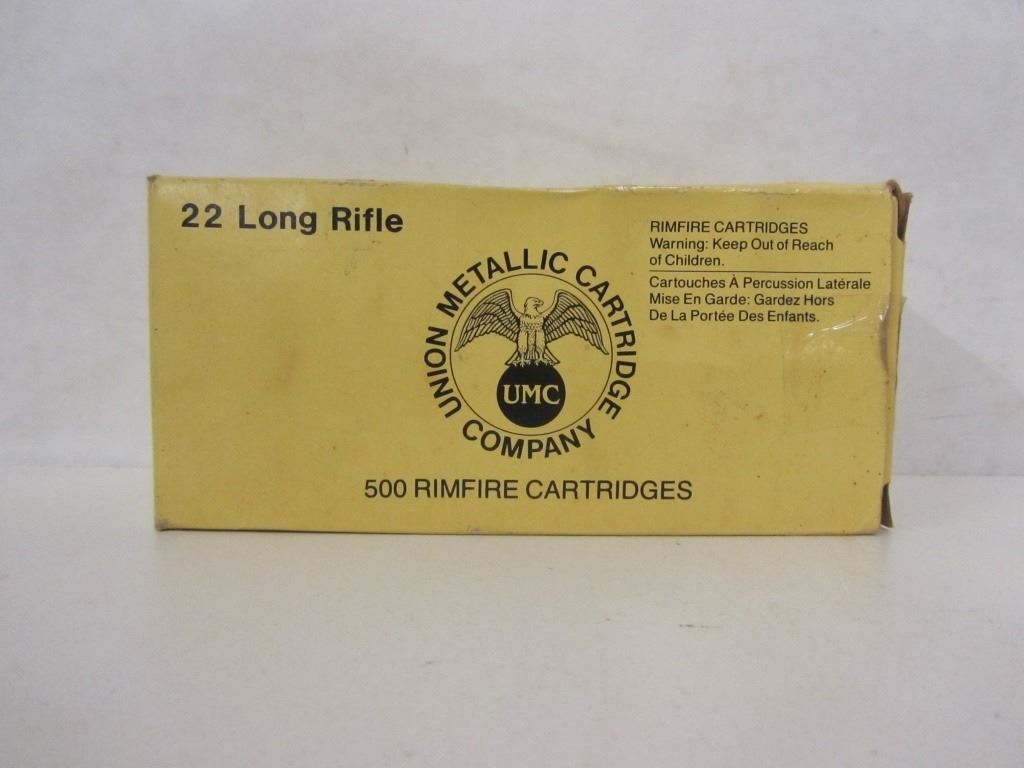 22 Long Rifle
RIMFIRE CARTRIDGES
Warning: Keep Out of Reach
of Children.
Cartouches À Percussion Latérale
Mise En Garde: Gardez Hors
De La Portée Des Enfants.
UNION METALLIC CARTRIDGE
COMPANY
UMC
500 RIMFIRE CARTRIDGES